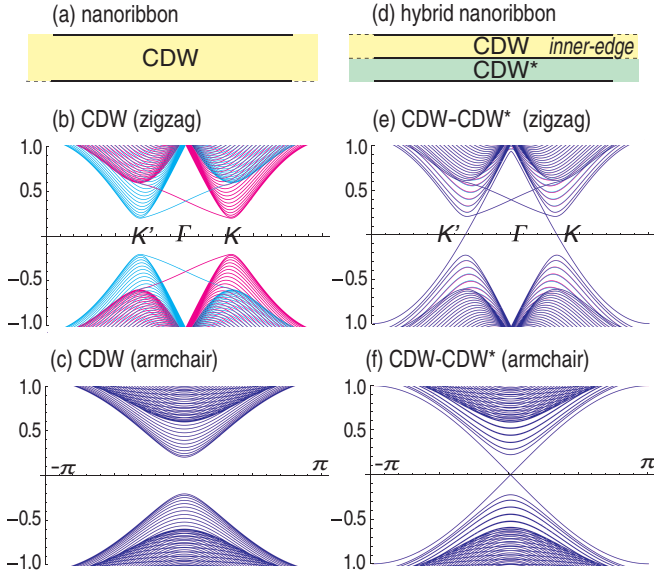 (a) nanoribbon
CDW
(d) hybrid nanoribbon
CDW inner-edge
CDW*
(b) CDW (zigzag)
1.0
0.5
K' Γ K
−0.5
−1.0
(e) CDW-CDW* (zigzag)
1.0
0.5
K' Γ K
−0.5
−1.0
(c) CDW (armchair)
1.0
0.5
-π π
−0.5
−1.0
(f) CDW-CDW* (armchair)
1.0
0.5
-π π
−0.5
1.0